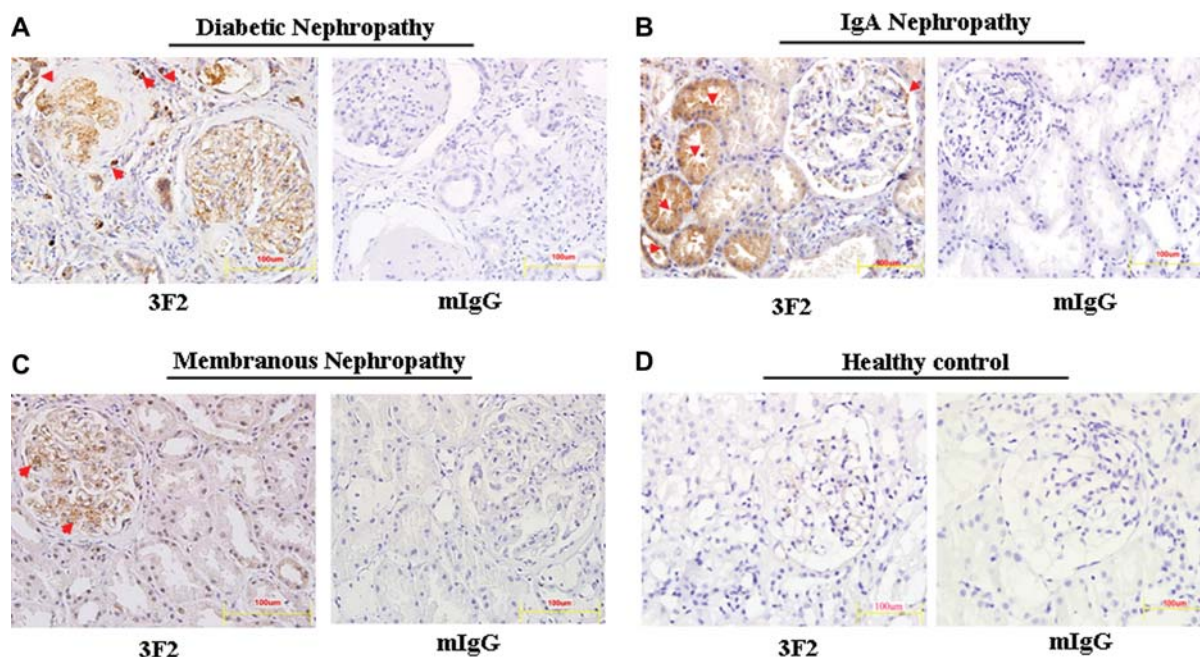 A
Diabetic Nephropathy
100um
3F2
100um
mIgG
B
IgA Nephropathy
100um
3F2
100um
mIgG
C
Membranous Nephropathy
100um
3F2
100um
mIgG
D
Healthy control
100um
3F2
100um
mIgG